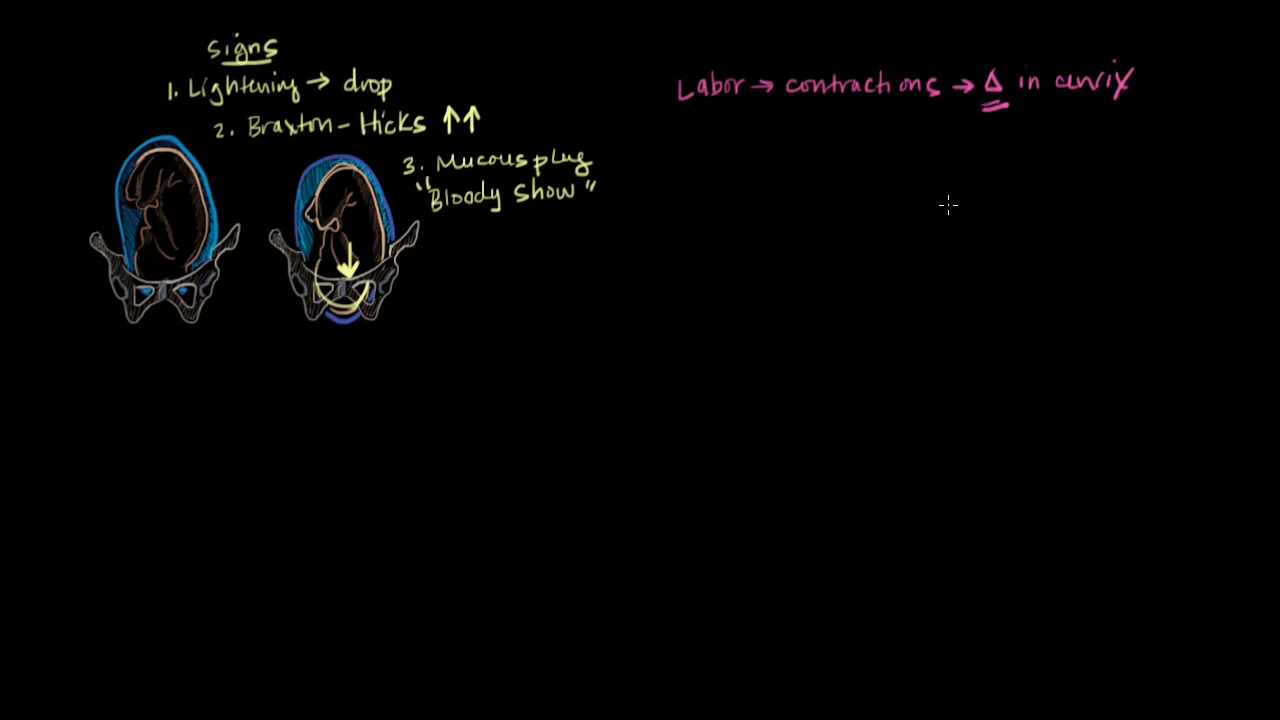 Signs
1. Lightening → drop
2. Braxton-Hicks ↑↑
3. Mucous plug
"Bloody show"
Labor → contractions → Δ in cervix